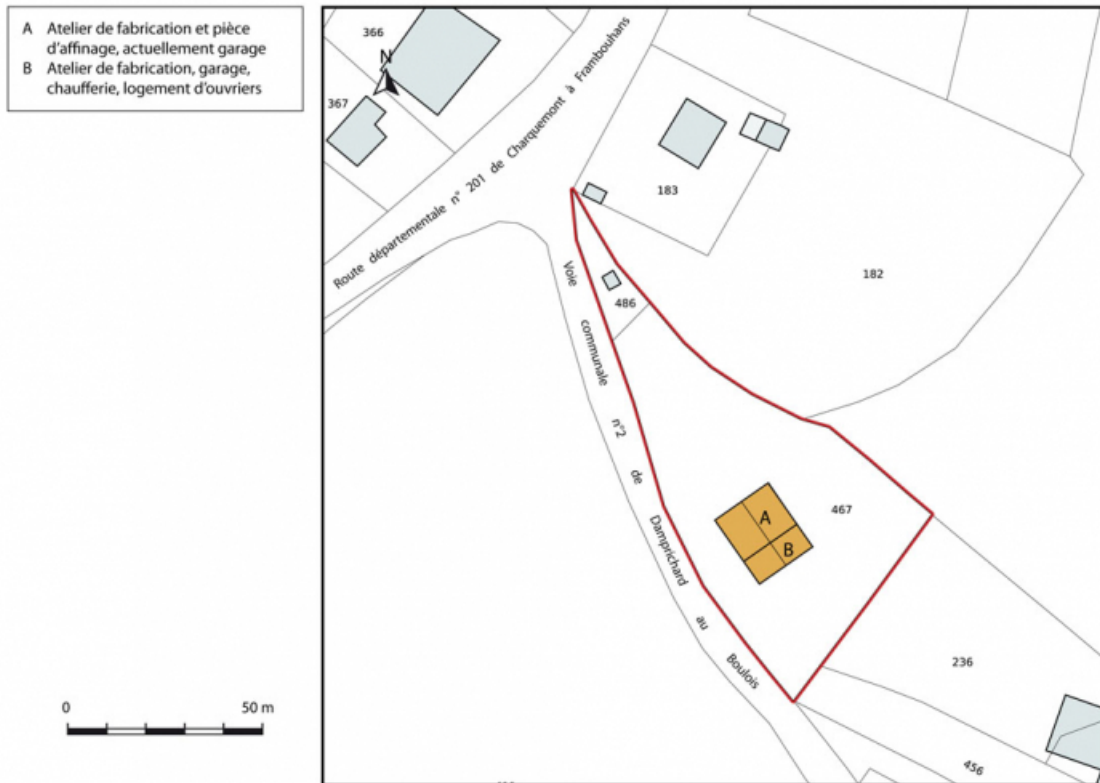 A Atelier de fabrication et pièce
d'affinage, actuellement garage
B Atelier de fabrication, garage,
chaufferie, logement d'ouvriers
366
N
367
Route départementale n° 201 de Charquemont à Frambouhans
183
182
486
Voie communale n°2 de Damprichard au Boulois
467
A
B
236
456
0 50 m